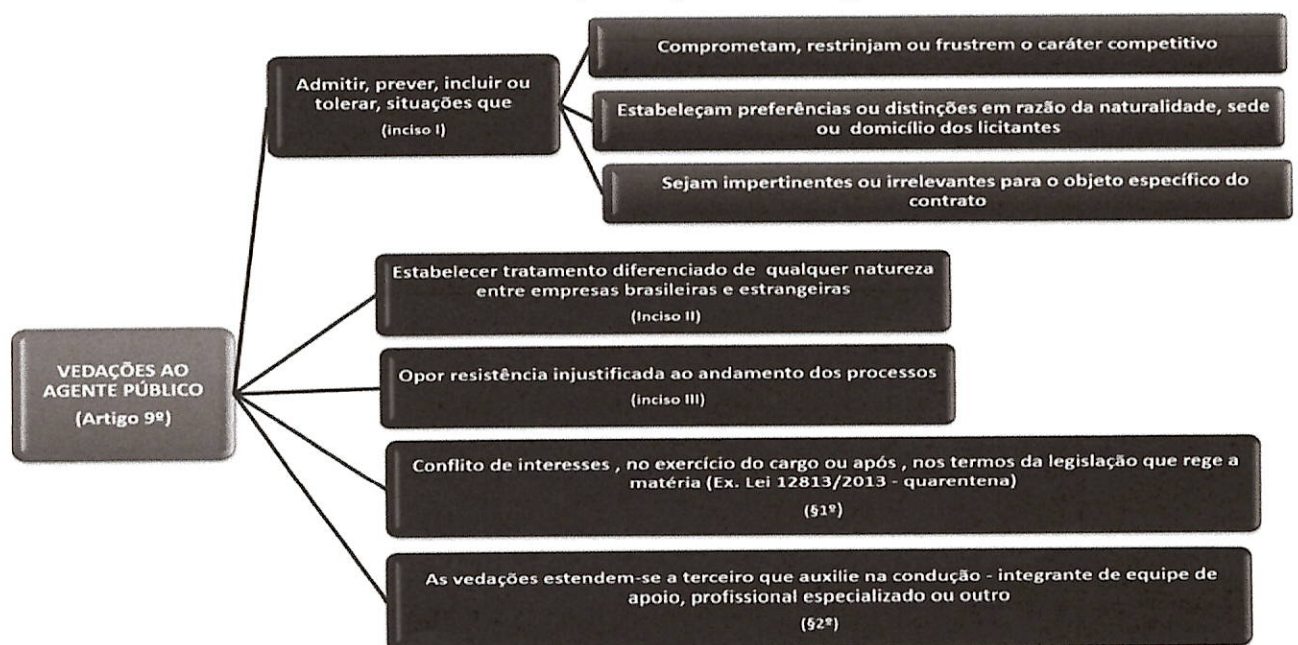 Admitir, prever, incluir ou
tolerar, situações que
(inciso I)
Comprometam, restrinjam ou frustrem o caráter competitivo
Estabeleçam preferências ou distinções em razão da naturalidade, sede
ou domicílio dos licitantes
Sejam impertinentes ou irrelevantes para o objeto específico do
contrato
VEDAÇÕES AO
AGENTE PÚBLICO
(Artigo 9º)
Estabelecer tratamento diferenciado de qualquer natureza
entre empresas brasileiras e estrangeiras
(Inciso II)
Opor resistência injustificada ao andamento dos processos
(inciso III)
Conflito de interesses , no exercício do cargo ou após , nos termos da legislação que rege a
matéria (Ex. Lei 12813/2013 - quarentena)
(§1º)
As vedações estendem-se a terceiro que auxilie na condução - integrante de equipe de
apoio, profissional especializado ou outro
(§2º)